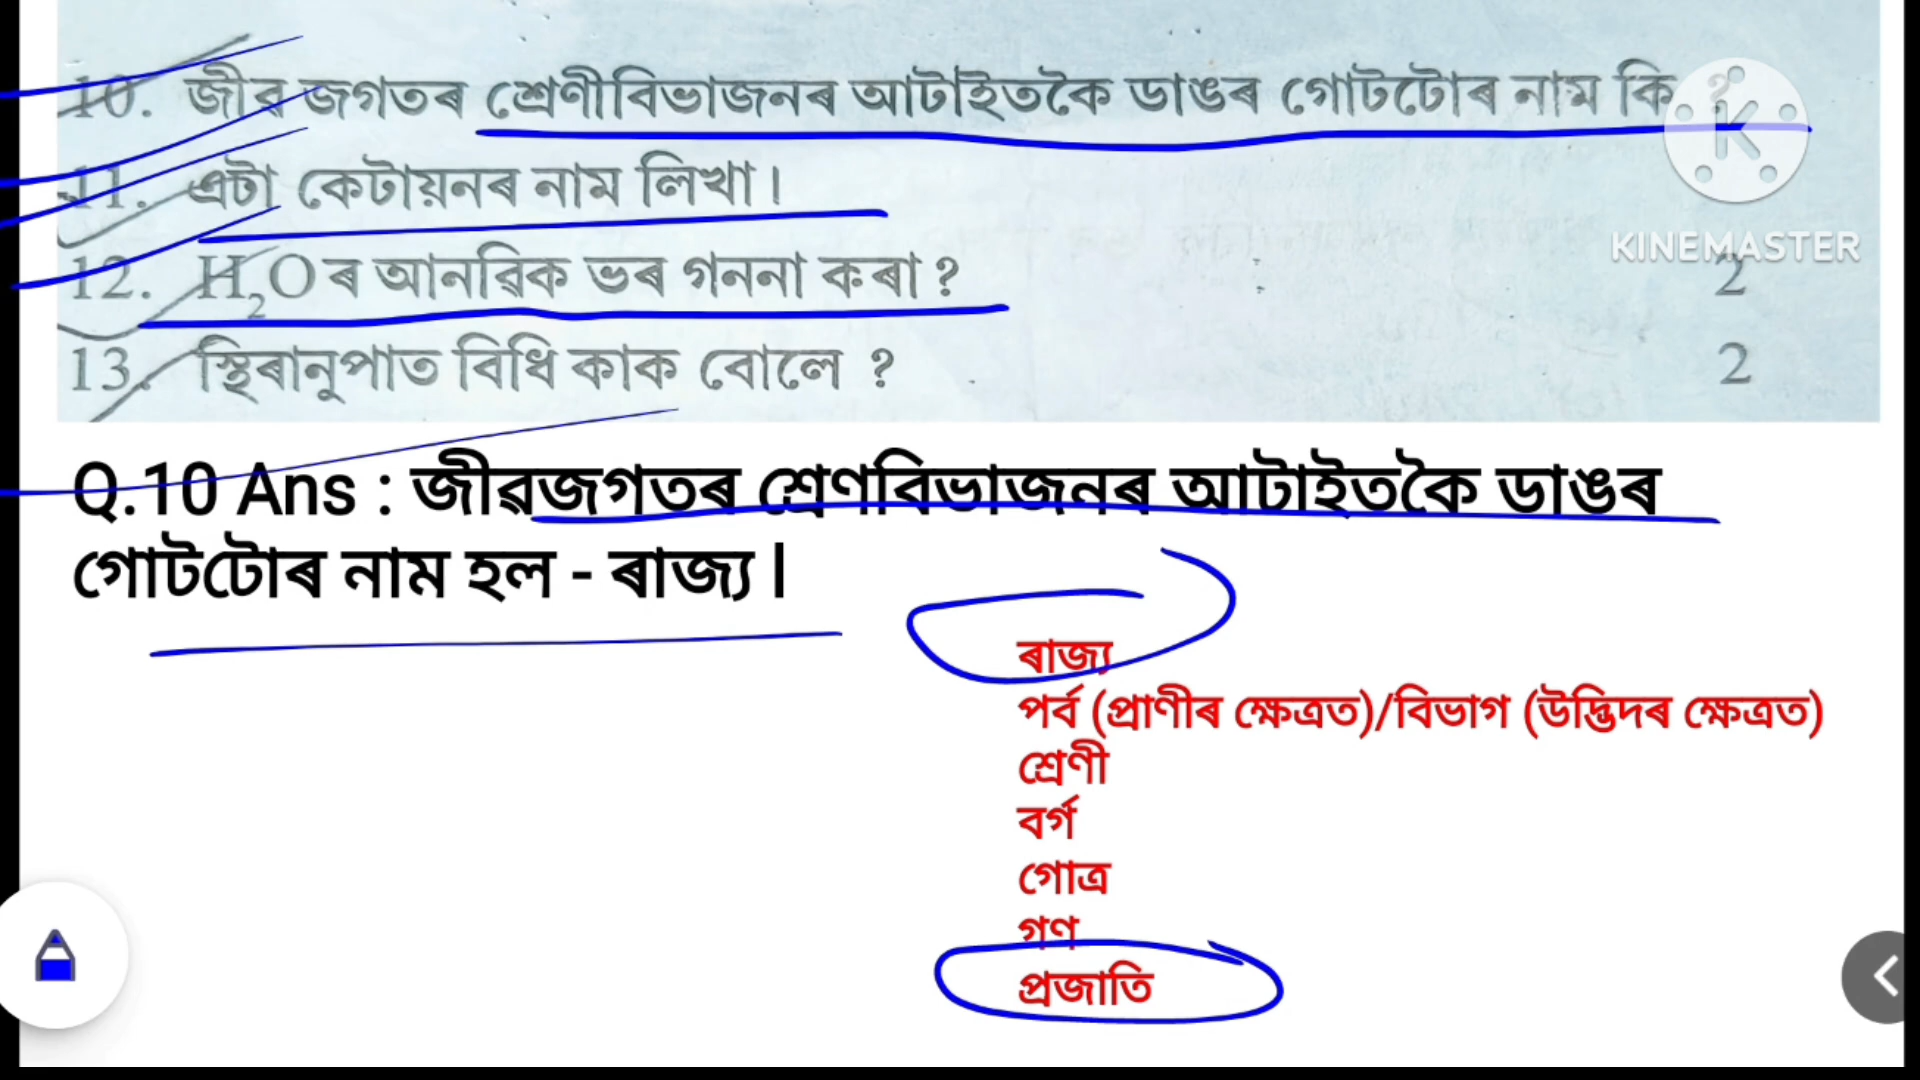 10. জীৱ জগতৰ শ্ৰেণীবিভাজনৰ আটাইতকৈ ডাঙৰ গোটটোৰ নাম কি ?
KINEMASTER
11. এটা কেটায়নৰ নাম লিখা।
12. H₂O ৰ আনৱিক ভৰ গননা কৰা ? 2
13. স্থিৰানুপাত বিধি কাক বোলে ? 2
Q.10 Ans : জীৱজগতৰ শ্ৰেণবিভাজনৰ আটাইতকৈ ডাঙৰ
গোটটোৰ নাম হল - ৰাজ্য।
ৰাজ্য
পৰ্ব (প্ৰাণীৰ ক্ষেত্ৰত)/বিভাগ (উদ্ভিদৰ ক্ষেত্ৰত)
শ্ৰেণী
বৰ্গ
গোত্ৰ
গণ
প্ৰজাতি